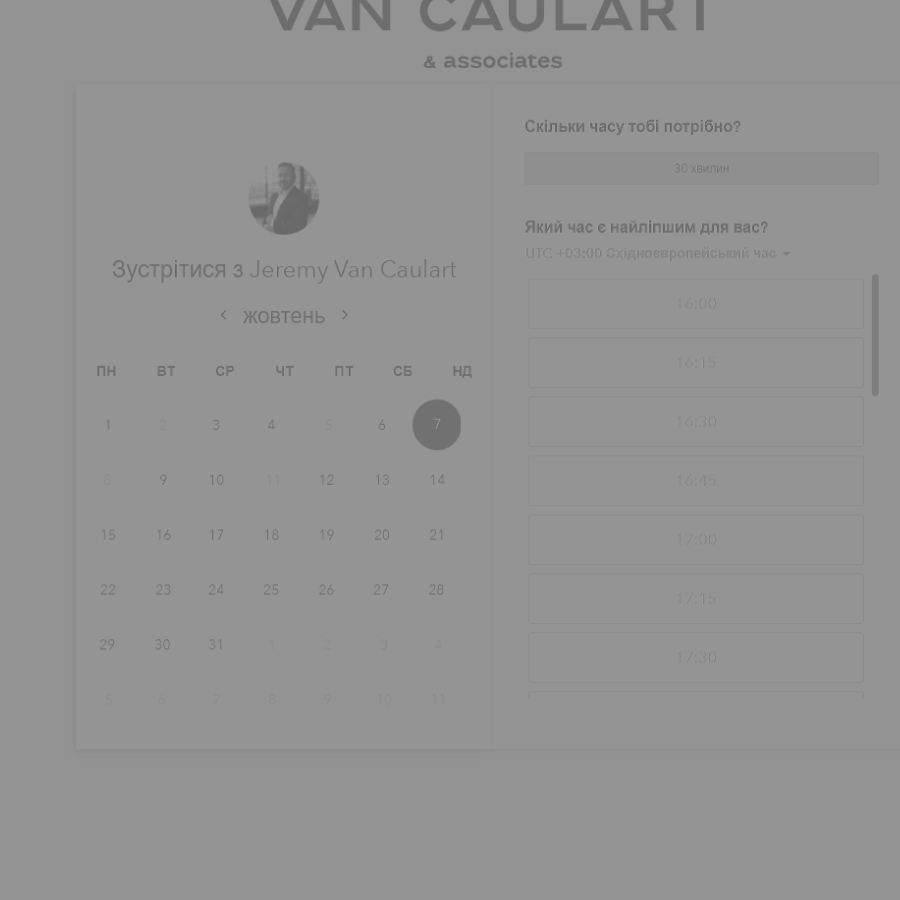 VAN CAULART
& associates
Зустрітися з Jeremy Van Caulart
жовтень
ПН ВТ СР ЧТ ПТ СБ НД
1 2 3 4 5 6 7
8 9 10 11 12 13 14
15 16 17 18 19 20 21
22 23 24 25 26 27 28
29 30 31 1 2 3 4
5 6 7 8 9 10 11
Скільки часу тобі потрібно?
30 хвилин
Який час є найліпшим для вас?
UTC +03:00 Східноєвропейський час
16:00
16:15
16:30
16:45
17:00
17:15
17:30